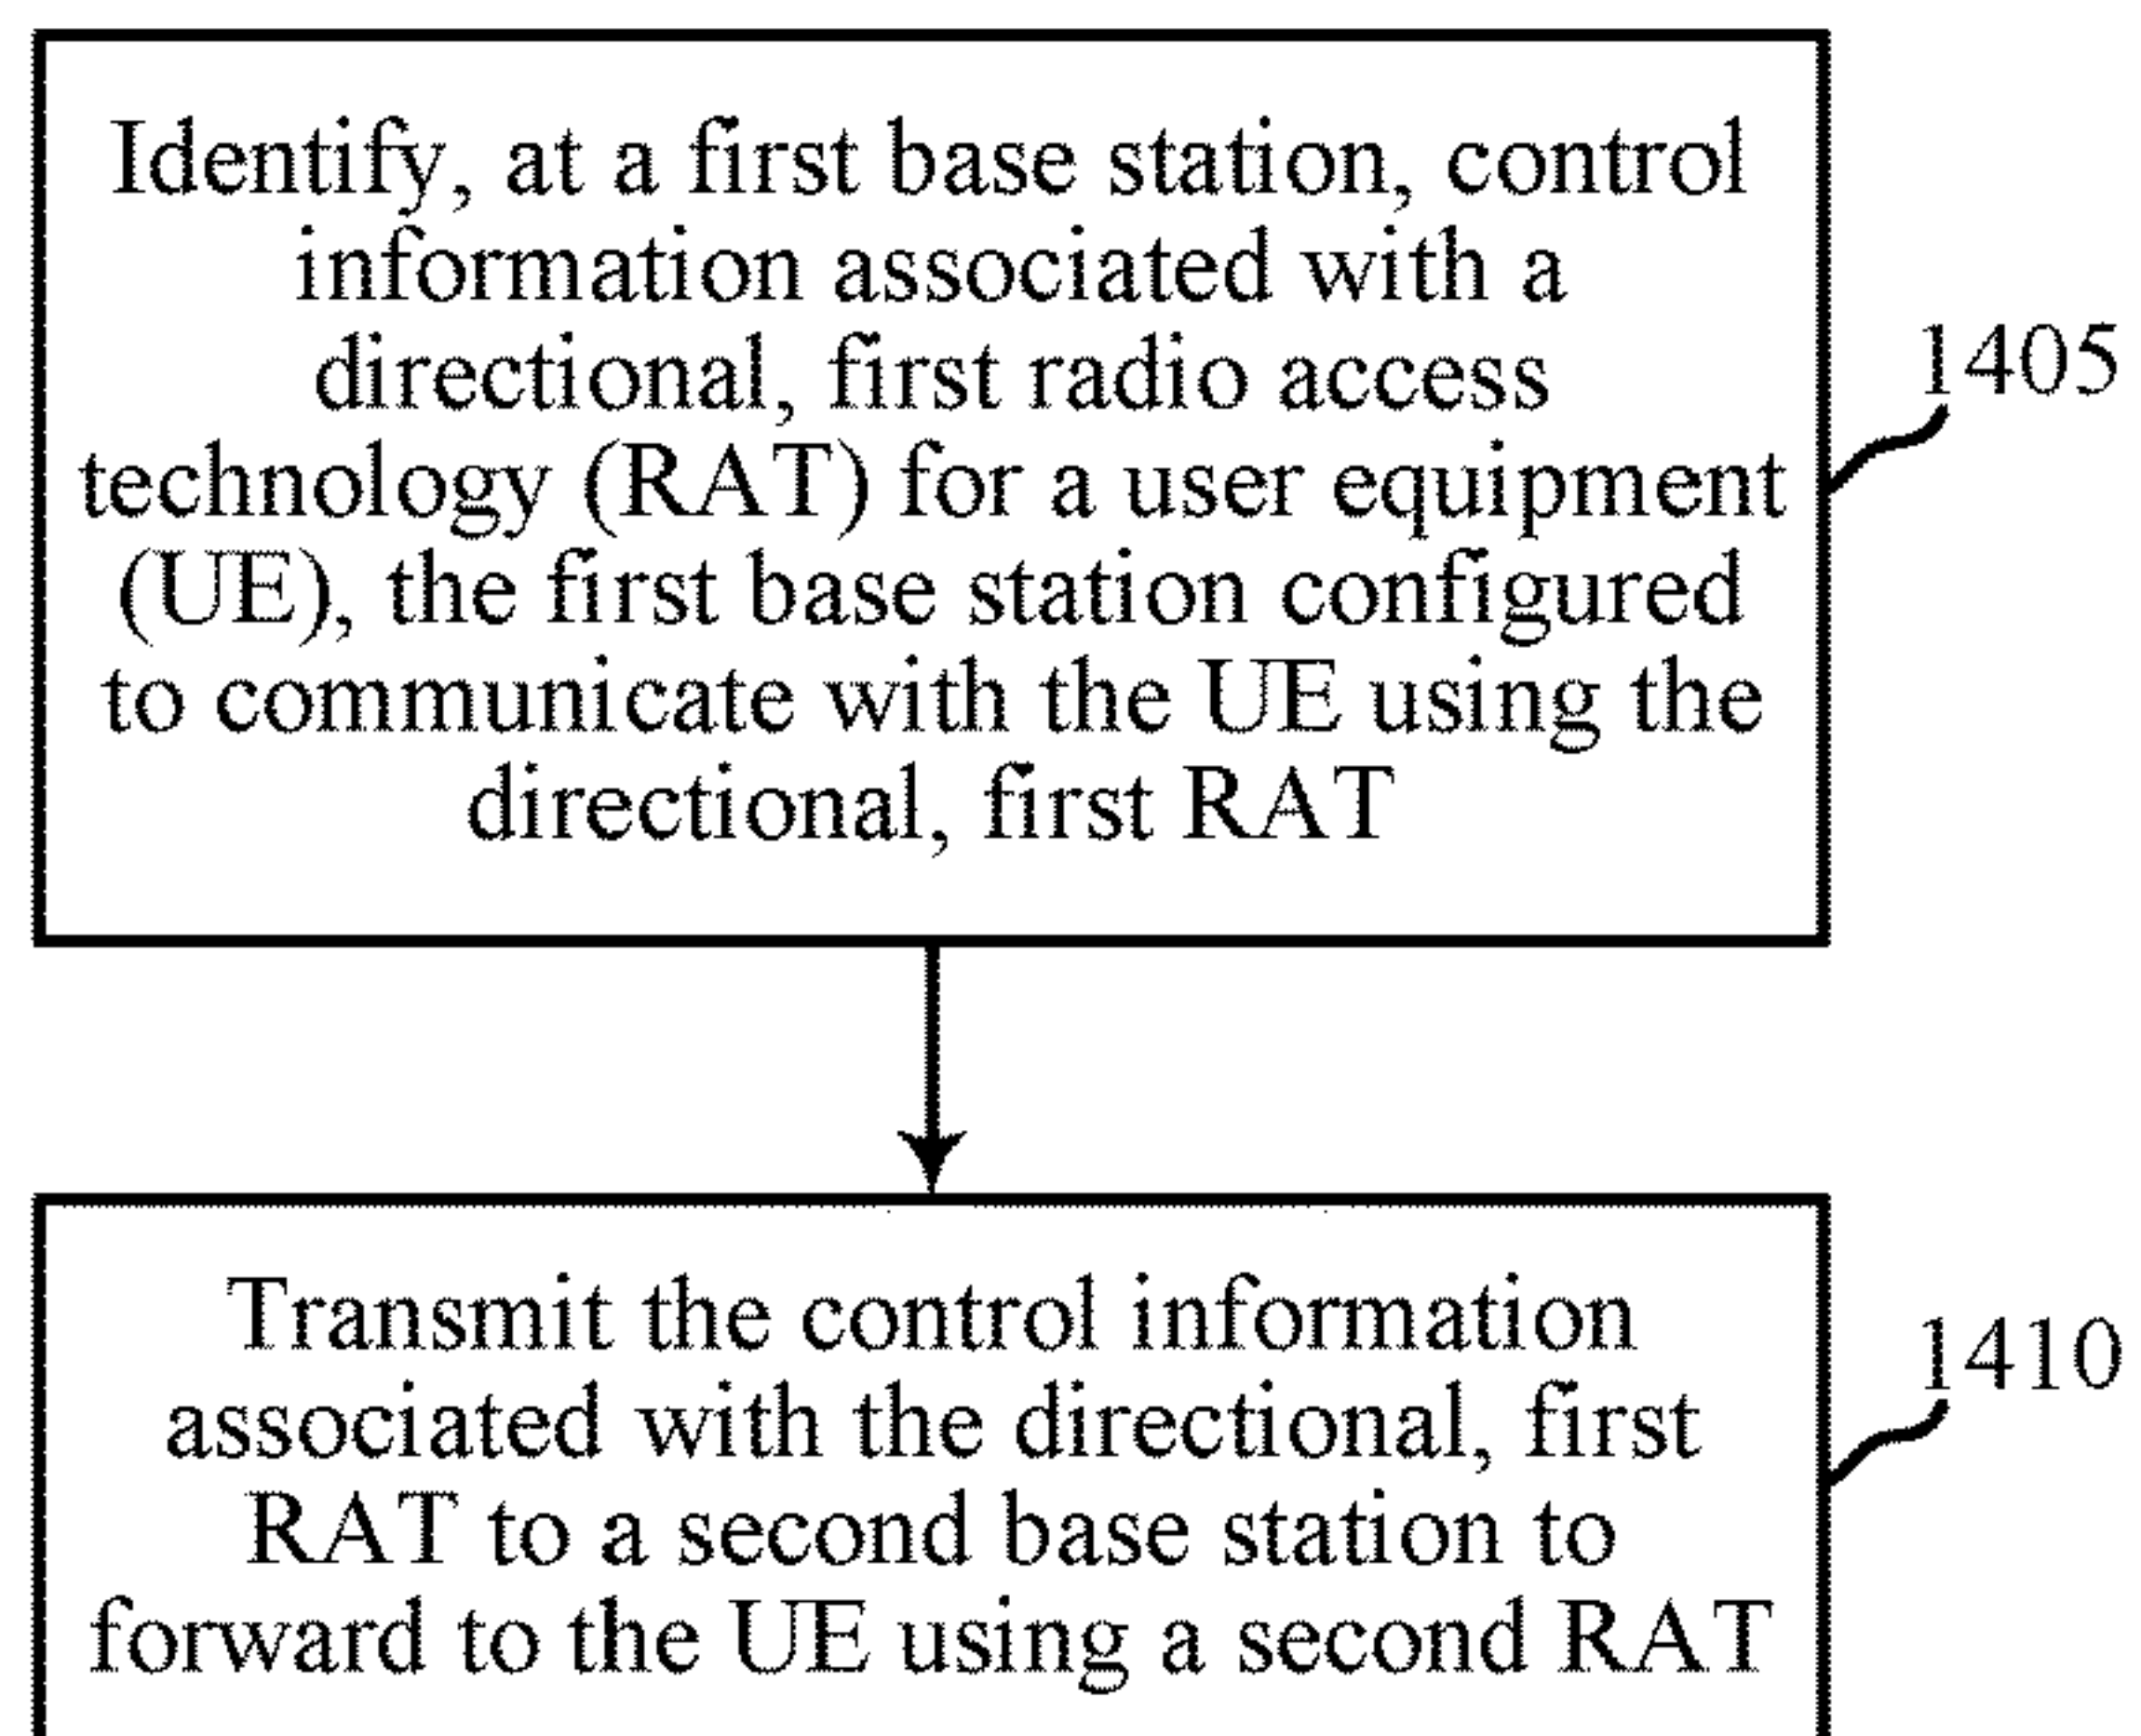 Identify, at a first base station, control
information associated with a
directional, first radio access
technology (RAT) for a user equipment
(UE), the first base station configured
to communicate with the UE using the
directional, first RAT
1405
Transmit the control information
associated with the directional, first
RAT to a second base station to
forward to the UE using a second RAT
1410